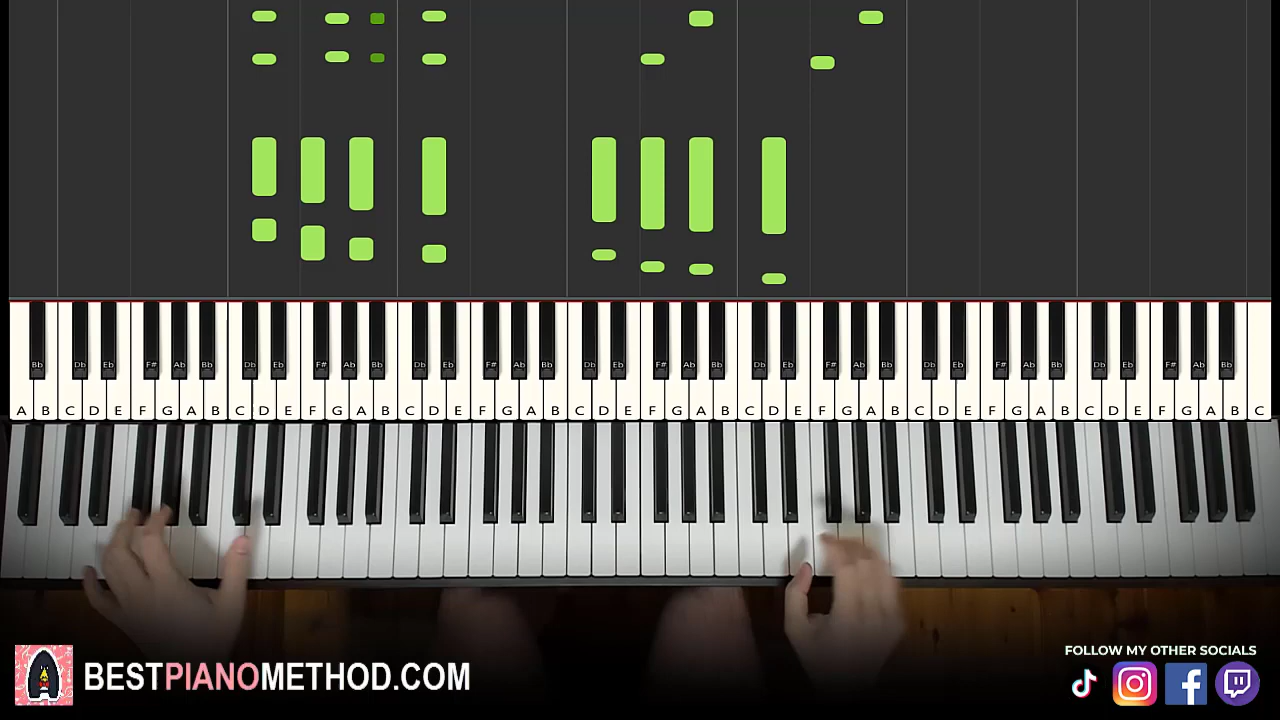 Bb Db Eb F# Ab Bb Db Eb F# Ab Bb Db Eb F# Ab Bb Db Eb F# Ab Bb Db Eb F# Ab Bb Db Eb F# Ab Bb Db Eb F# Ab Bb
A B C D E F G A B C D E F G A B C D E F G A B C D E F G A B C D E F G A B C D E F G A B C D E F G A B C
FOLLOW MY OTHER SOCIALS
BESTPIANOMETHOD.COM